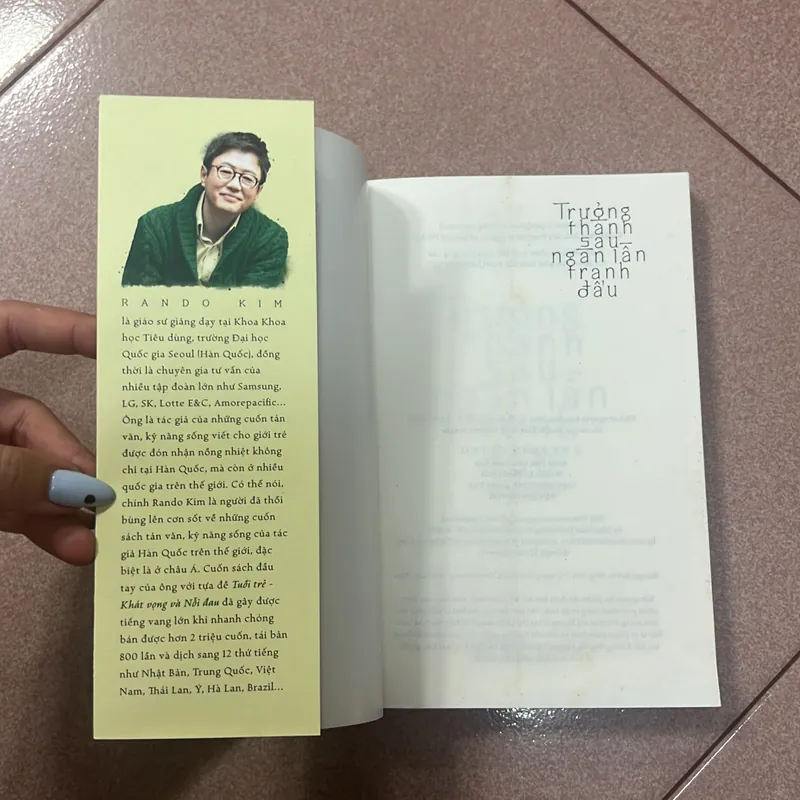 RANDO KIM
là giáo sư giảng dạy tại Khoa Khoa
học Tiêu dùng, trường Đại học
Quốc gia Seoul (Hàn Quốc), đồng
thời là chuyên gia tư vấn của
nhiều tập đoàn lớn như Samsung,
LG, SK, Lotte E&C, Amorepacific...
Ông là tác giả của những cuốn tản
văn, kỹ năng sống viết cho giới trẻ
được đón nhận nồng nhiệt không
chỉ tại Hàn Quốc, mà còn ở nhiều
quốc gia trên thế giới. Có thể nói,
chính Rando Kim là người đã thổi
bùng lên cơn sốt về những cuốn
sách tản văn, kỹ năng sống của tác
giả Hàn Quốc trên thế giới, đặc
biệt là ở châu Á. Cuốn sách đầu
tay của ông với tựa đề Tuổi trẻ -
Khát vọng và Nỗi đau đã gây được
tiếng vang lớn khi nhanh chóng
bán được hơn 2 triệu cuốn, tái bản
800 lần và dịch sang 12 thứ tiếng
như Nhật Bản, Trung Quốc, Việt
Nam, Thái Lan, Ý, Hà Lan, Brazil...
Trưởng
thành
sau
ngàn lần
tranh
đấu